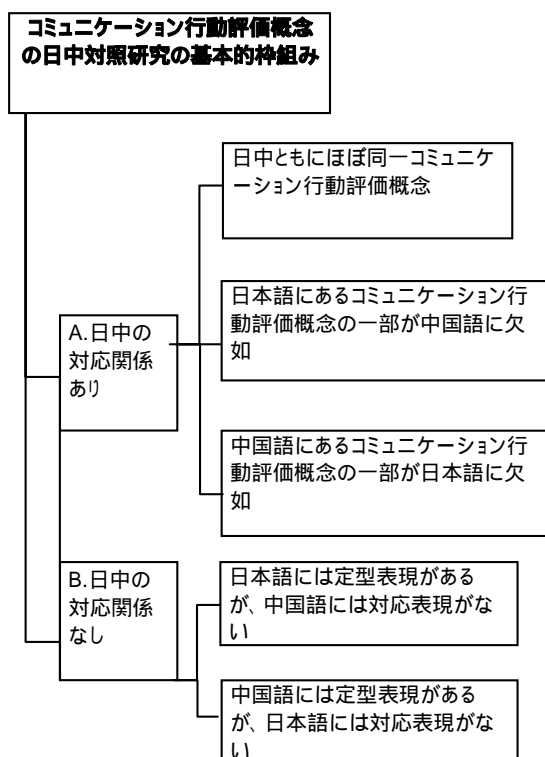 コミュニケーション行動評価概念
の日中対照研究の基本的枠組み
日中ともにほぼ同一コミュニケ
ーション行動評価概念
A.日中の
対応関係
あり
日本語にあるコミュニケーション行
動評価概念の一部が中国語に欠
如
中国語にあるコミュニケーション行
動評価概念の一部が日本語に欠
如
B.日中の
対応関係
なし
日本語には定型表現がある
が、中国語には対応表現がな
い
中国語には定型表現がある
が、日本語には対応表現がな
い